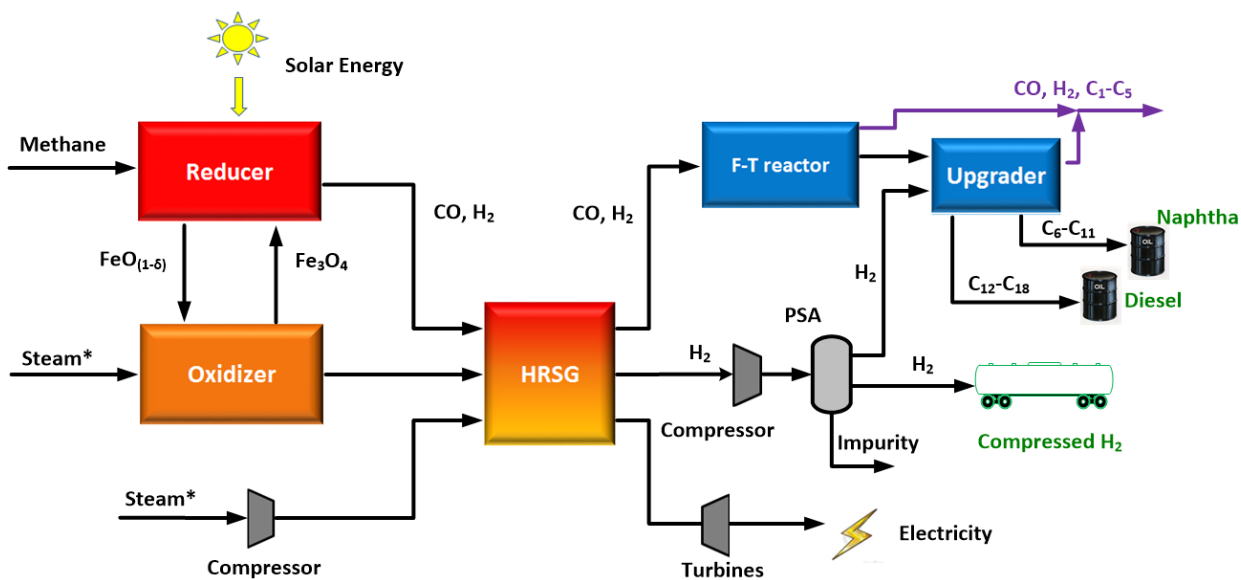 Solar Energy
CO, H₂, C₁-C₅
Methane
Reducer
F-T reactor
Upgrader
CO, H₂
CO, H₂
C₆-C₁₁
Naphtha
FeO₍₁₋δ₎
Fe₃O₄
H₂
C₁₂-C₁₈
Diesel
OIL
OIL
PSA
Steam*
Oxidizer
HRSG
H₂
H₂
Compressor
Impurity
Compressed H₂
Steam*
Compressor
Turbines
Electricity